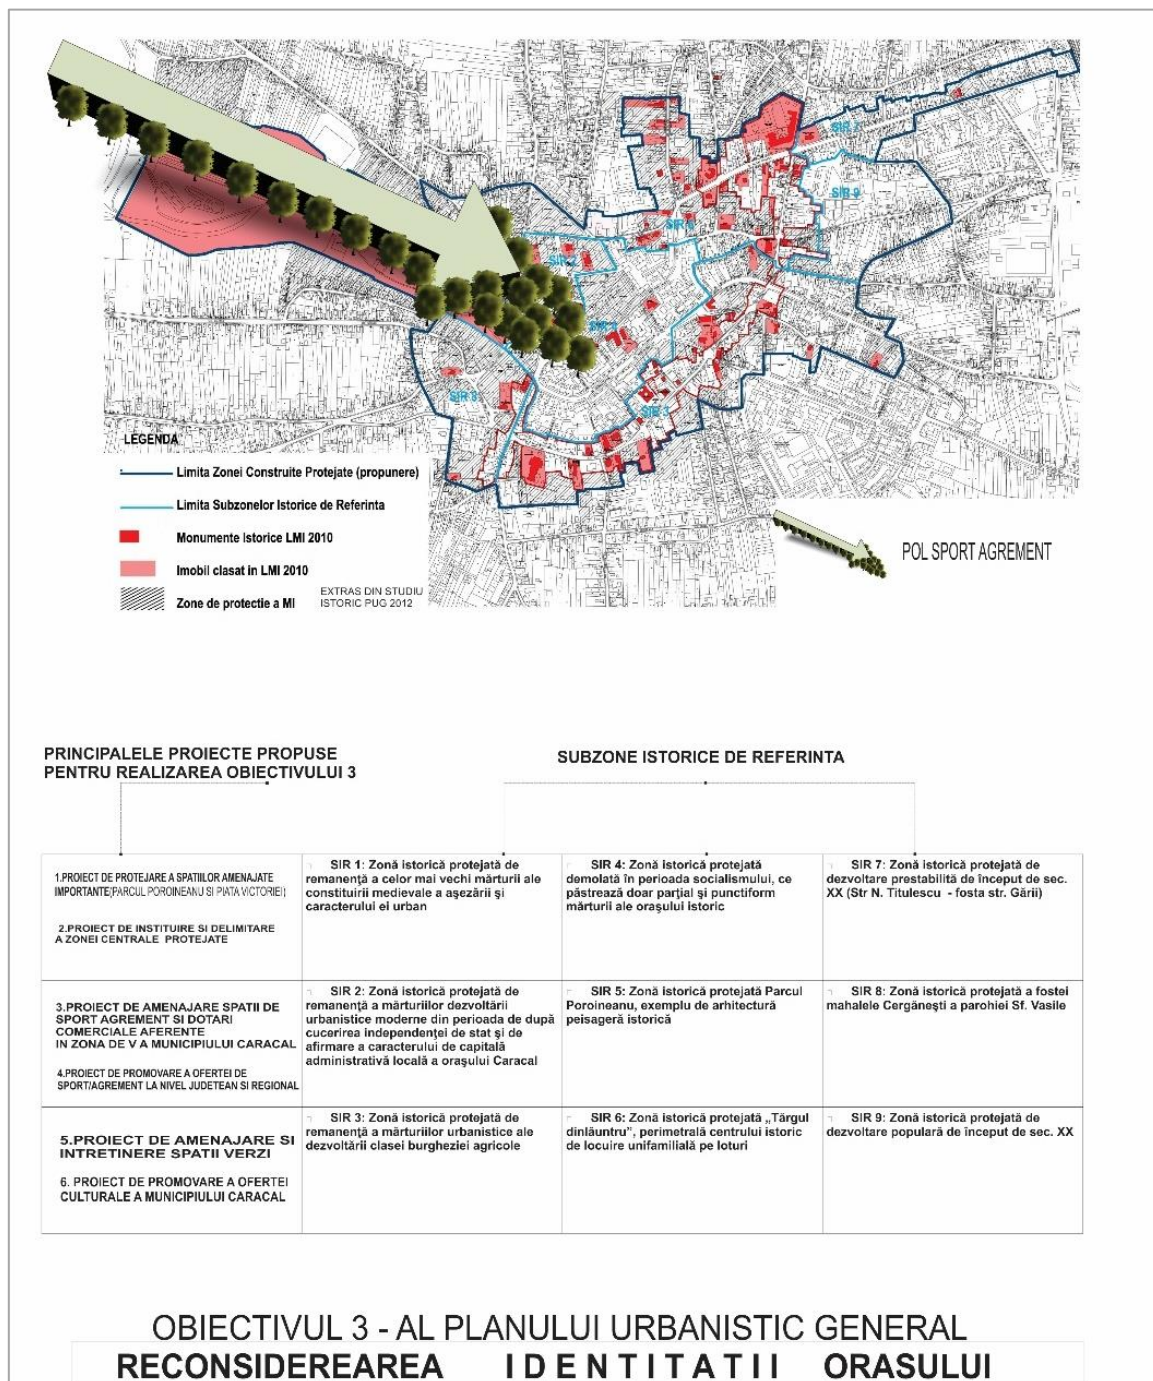 SIR 7
SIR 9
SIR 2
SIR 3
LEGENDA
Limita Zonei Construite Protejate (propunere)
Limita Subzonelor Istorice de Referinta
Monumente Istorice LMI 2010
Imobil clasat in LMI 2010
Zone de protectie a MI
EXTRAS DIN STUDIU
ISTORIC PUG 2012
POL SPORT AGREMENT
PRINCIPALELE PROIECTE PROPUSE
PENTRU REALIZAREA OBIECTIVULUI 3
SUBZONE ISTORICE DE REFERINTA
1.PROIECT DE PROTEJARE A SPATIILOR AMENAJATE
IMPORTANTE(PARCUL POROINEANU SI PIATA VICTORIEI)
2.PROIECT DE INSTITUIRE SI DELIMITARE
A ZONEI CENTRALE PROTEJATE
SIR 1: Zonă istorică protejată de
remanenţă a celor mai vechi mărturii ale
constituirii medievale a aşezării şi
caracterului ei urban
SIR 4: Zonă istorică protejată
demolată în perioada socialismului, ce
păstrează doar parţial şi punctiform
mărturii ale oraşului istoric
SIR 7: Zonă istorică protejată de
dezvoltare prestabilită de început de sec.
XX (Str N. Titulescu - fosta str. Gării)
3.PROIECT DE AMENAJARE SPATII DE
SPORT AGREMENT SI DOTARI
COMERCIALE AFERENTE
IN ZONA DE V A MUNICIPIULUI CARACAL
4.PROIECT DE PROMOVARE A OFERTEI DE
SPORT/AGREMENT LA NIVEL JUDETEAN SI REGIONAL
SIR 2: Zonă istorică protejată de
remanenţă a mărturiilor dezvoltării
urbanistice moderne din perioada de după
cucerirea independenţei de stat şi de
afirmare a caracterului de capitală
administrativă locală a oraşului Caracal
SIR 5: Zonă istorică protejată Parcul
Poroineanu, exemplu de arhitectură
peisageră istorică
SIR 8: Zonă istorică protejată a fostei
mahalele Cergăneşti a parohiei Sf. Vasile
5.PROIECT DE AMENAJARE SI
INTRETINERE SPATII VERZI
6. PROIECT DE PROMOVARE A OFERTEI
CULTURALE A MUNICIPIULUI CARACAL
SIR 3: Zonă istorică protejată de
remanenţă a mărturiilor urbanistice ale
dezvoltării clasei burgheziei agricole
SIR 6: Zonă istorică protejată „Târgul
dinlăuntru”, perimetrală centrului istoric
de locuire unifamilială pe loturi
SIR 9: Zonă istorică protejată de
dezvoltare populară de început de sec. XX
OBIECTIVUL 3 - AL PLANULUI URBANISTIC GENERAL
RECONSIDEREAREA IDENTITATII ORASULUI